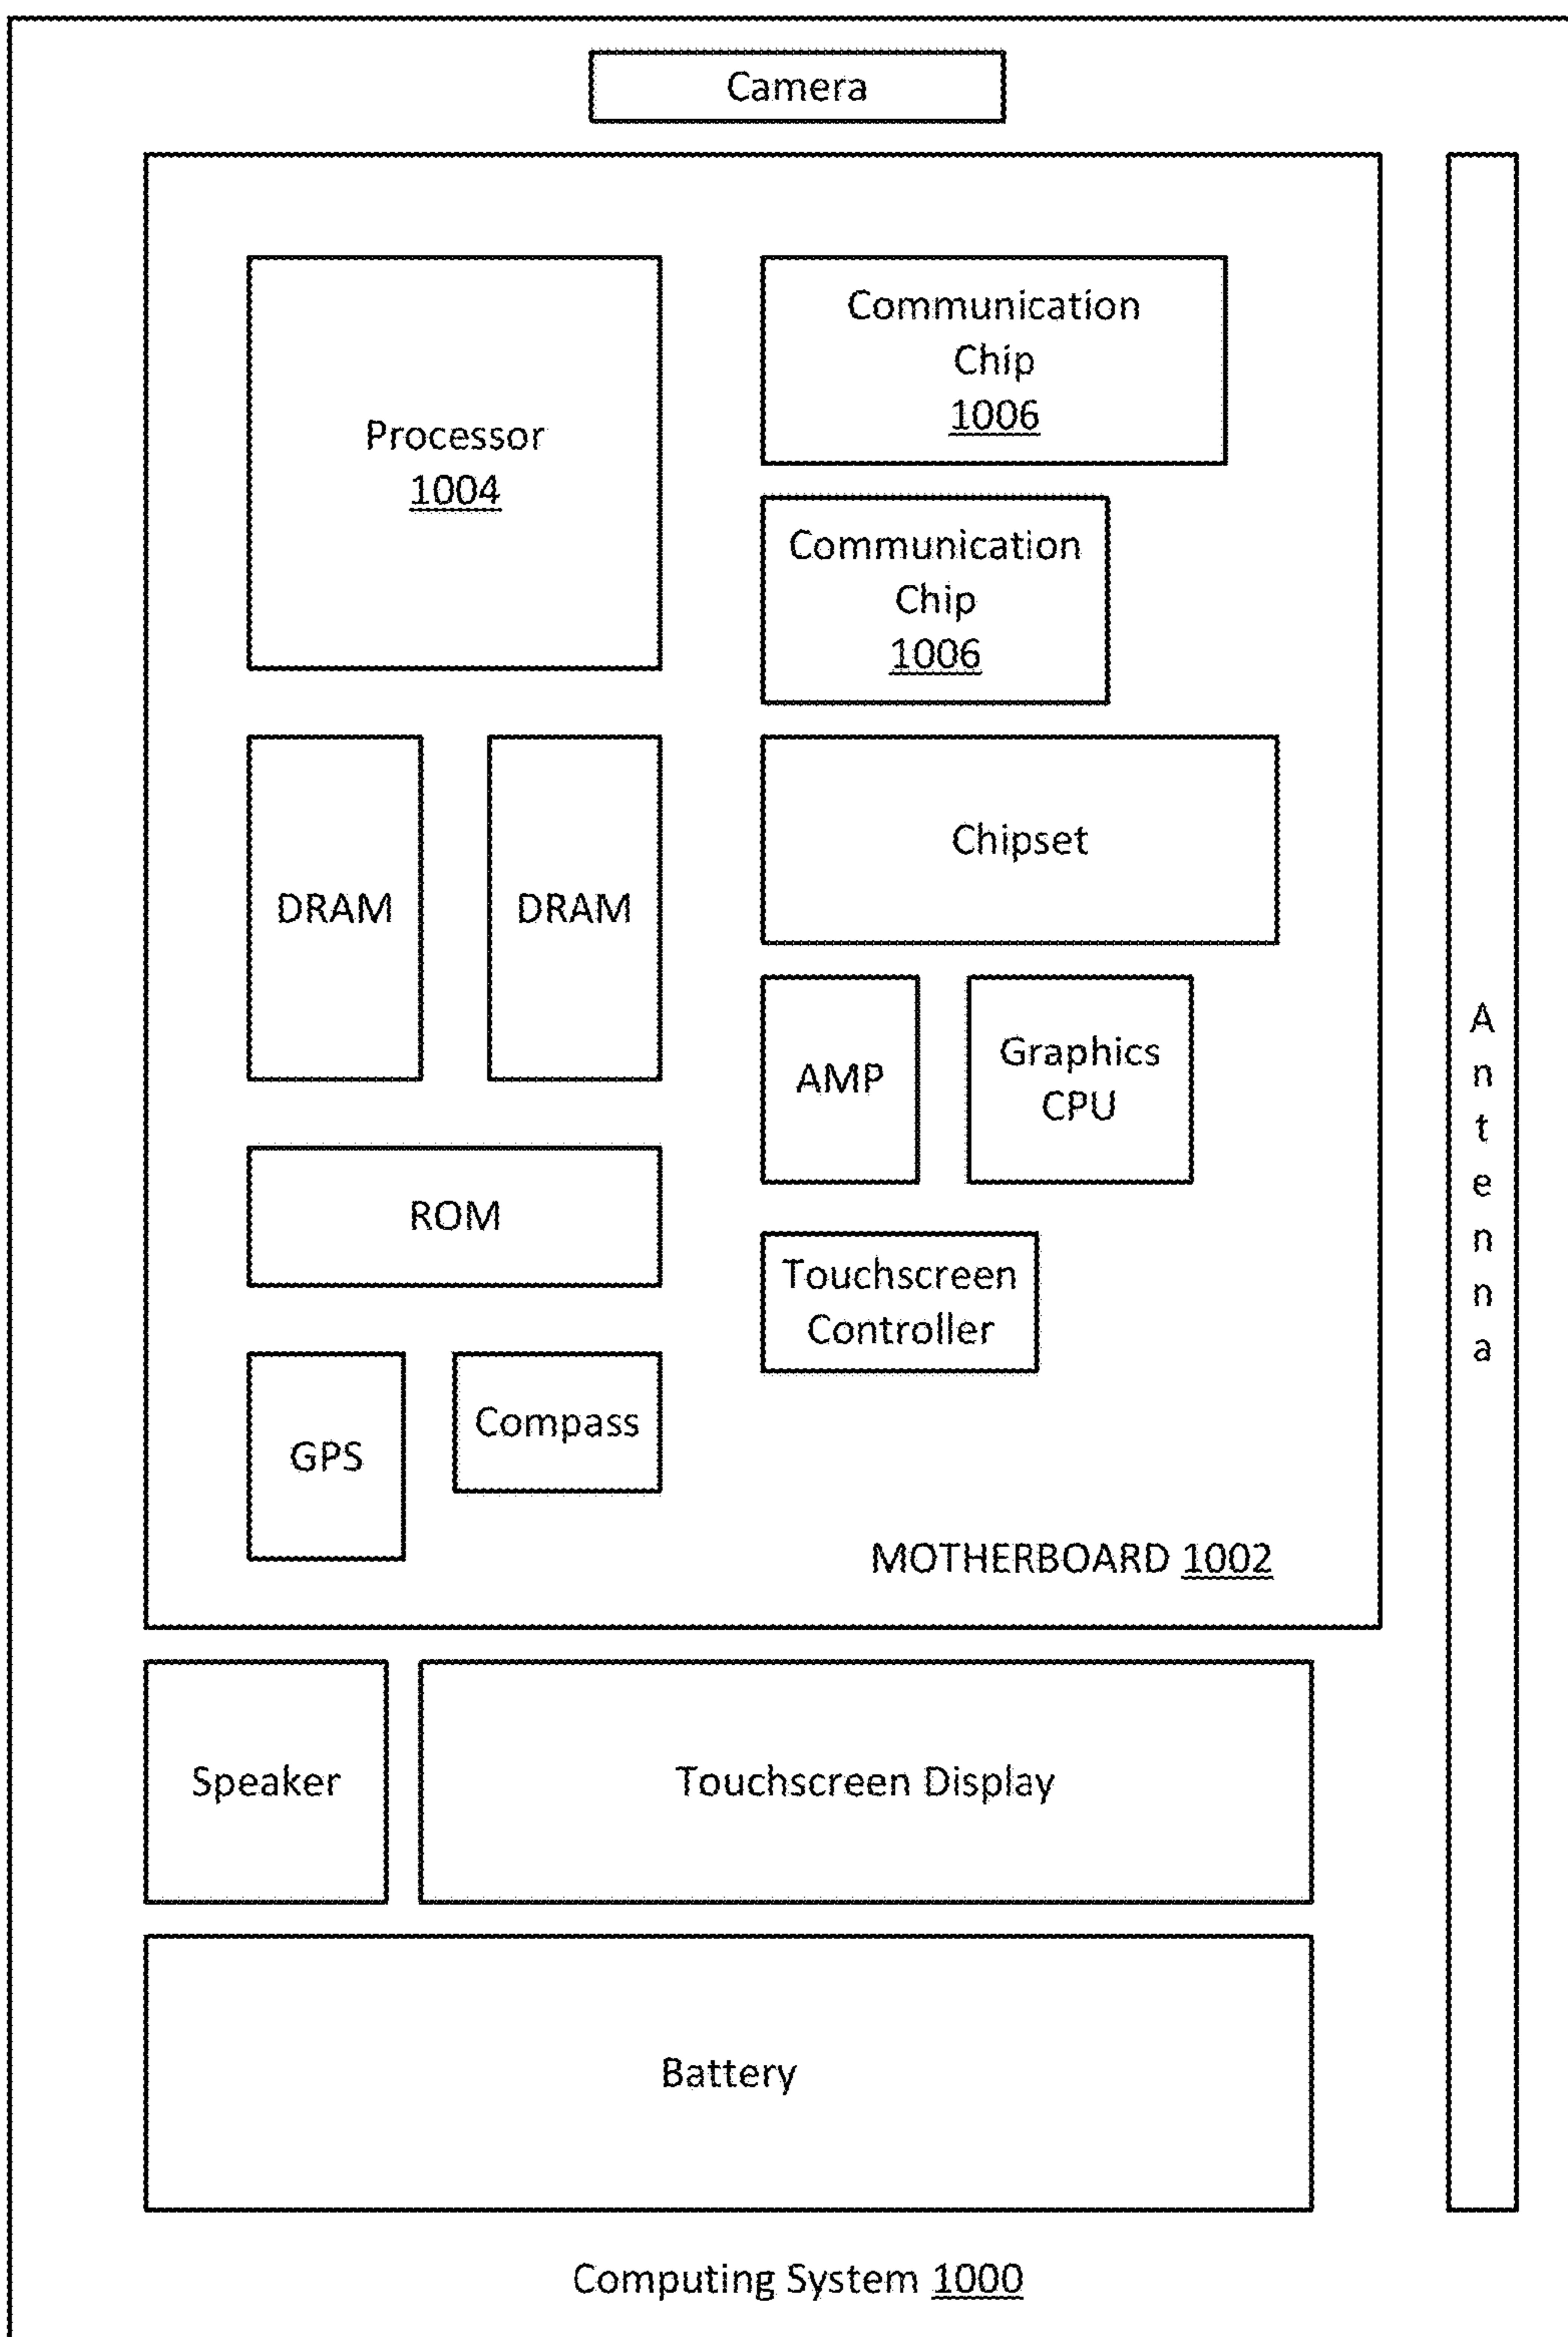 Camera
Processor
1004
Communication
Chip
1006
Communication
Chip
1006
DRAM
DRAM
Chipset
AMP
Graphics
CPU
ROM
Touchscreen
Controller
GPS
Compass
MOTHERBOARD 1002
Antenna
Speaker
Touchscreen Display
Battery
Computing System 1000